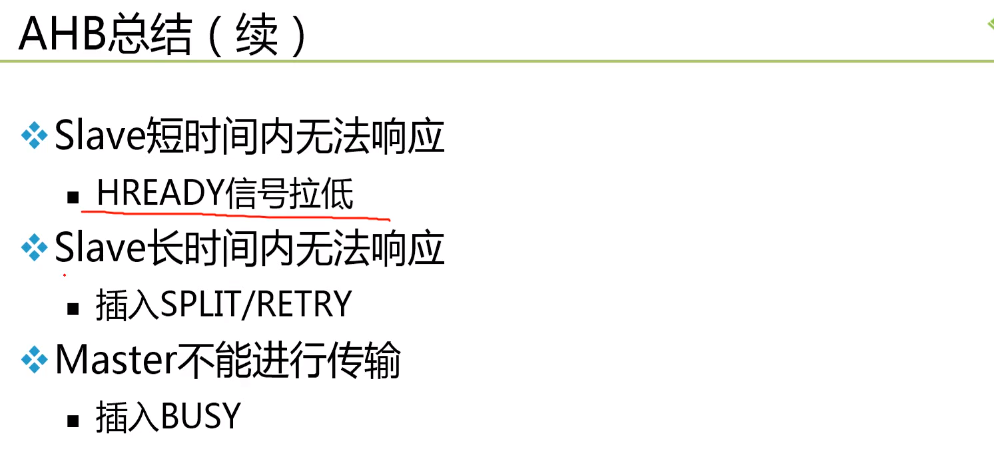 AHB总结（续）
Slave短时间内无法响应
HREADY信号拉低
Slave长时间内无法响应
插入SPLIT/RETRY
Master不能进行传输
插入BUSY